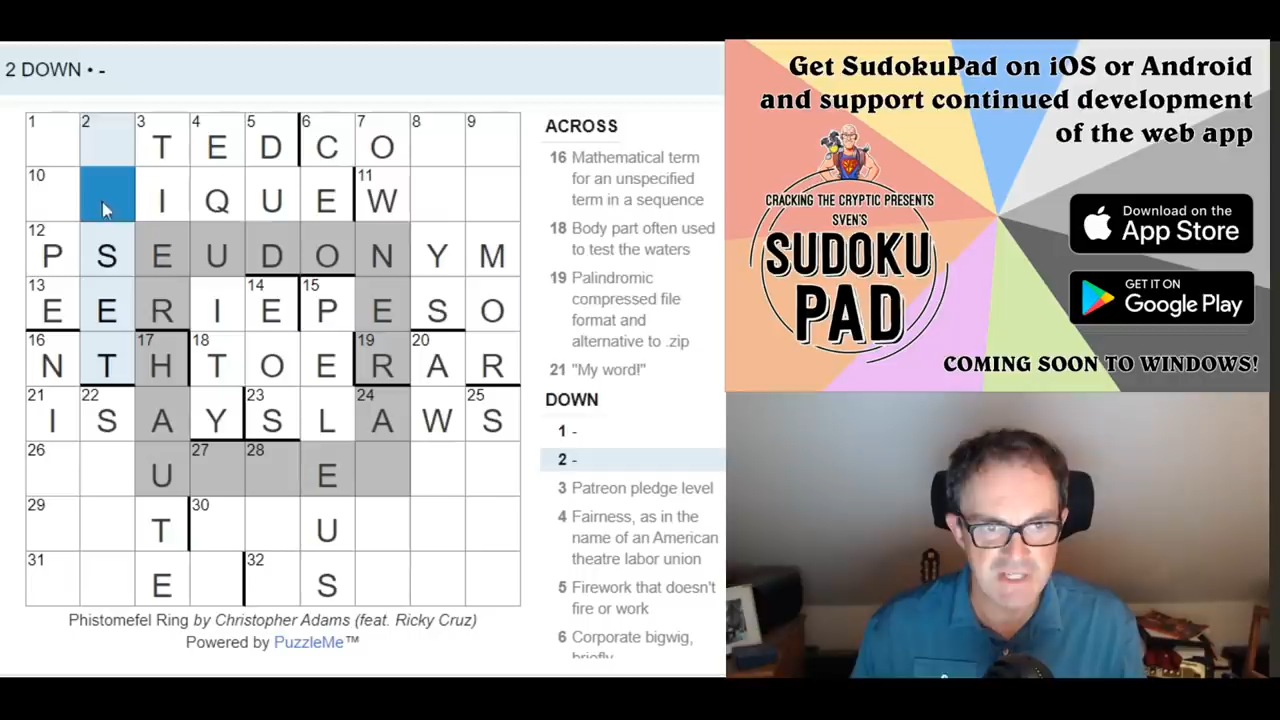 2 DOWN • -
1 2 3 4 5 6 7 8 9
T E D C O
10 11
I Q U E W
12
P S E U D O N Y M
13 14 15
E E R I E P E S O
16 17 18 19 20
N T H T O E R A R
21 22 23 24 25
I S A Y S L A W S
26 27 28
U E
29 30
T U
31 32
E S
Phistomefel Ring by Christopher Adams (feat. Ricky Cruz)
Powered by PuzzleMe™
ACROSS
16 Mathematical term
for an unspecified
term in a sequence
18 Body part often used
to test the waters
19 Palindromic
compressed file
format and
alternative to .zip
21 "My word!"
DOWN
1 -
2 -
3 Patreon pledge level
4 Fairness, as in the
name of an American
theatre labor union
5 Firework that doesn't
fire or work
6 Corporate bigwig,
briefly
Get SudokuPad on iOS or Android
and support continued development
of the web app
CRACKING THE CRYPTIC PRESENTS
SVEN'S
SUDOKU
PAD
Download on the
App Store
GET IT ON
Google Play
COMING SOON TO WINDOWS!